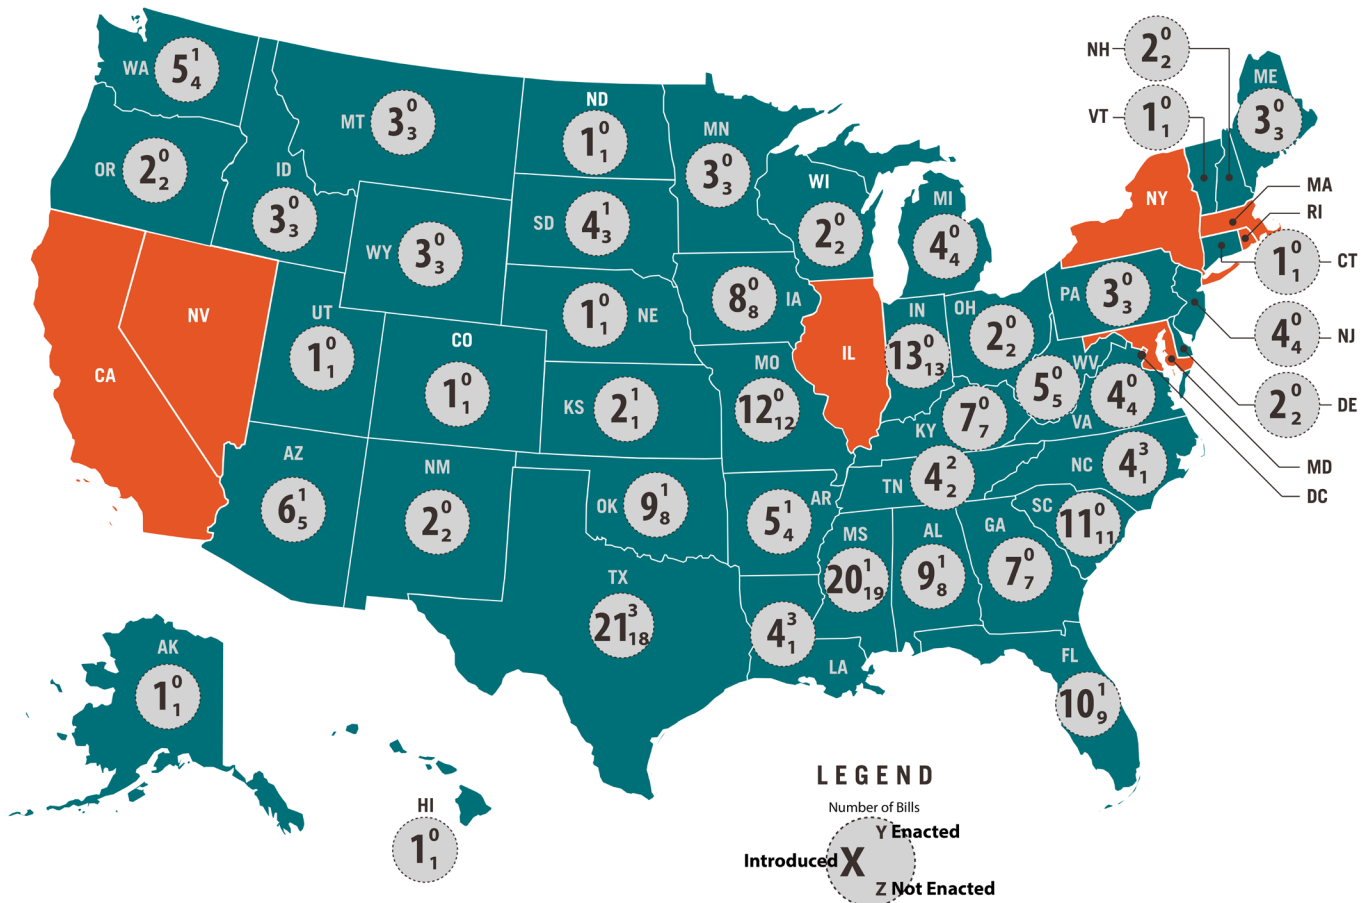 NH 2 0 2
VT 1 0 1
ME
3 0 3
WA 5 1 4
MT 3 0 3
ND
1 0 1
MN
3 0 3
OR 2 0 2
ID
3 0 3
SD 4 1 3
WI
2 0 2
MI
4 0 4
NY
MA
RI
1 0 1 CT
WY 3 0 3
PA 3 0 3
8 0 8 IA
NV
UT
1 0 1
1 0 1 NE
IN
13 0 13
OH
2 0 2
4 0 4 NJ
CA
CO
1 0 1
IL
MO
12 0 12
WV
5 0 5
VA 4 0 4
2 0 2 DE
KS 2 1 1
KY 7 0 7
AZ
6 1 5
NM
2 0 2
TN 4 2 2
NC 4 3 1
MD
DC
OK 9 1 8
AR
5 1 4
SC
11 0 11
MS
20 1 19
AL
9 1 8
GA
7 0 7
TX
21 3 18
4 3 1
LA
FL
10 1 9
AK
1 0 1
HI
1 0 1
LEGEND
Number of Bills
Y Enacted
Introduced X
Z Not Enacted